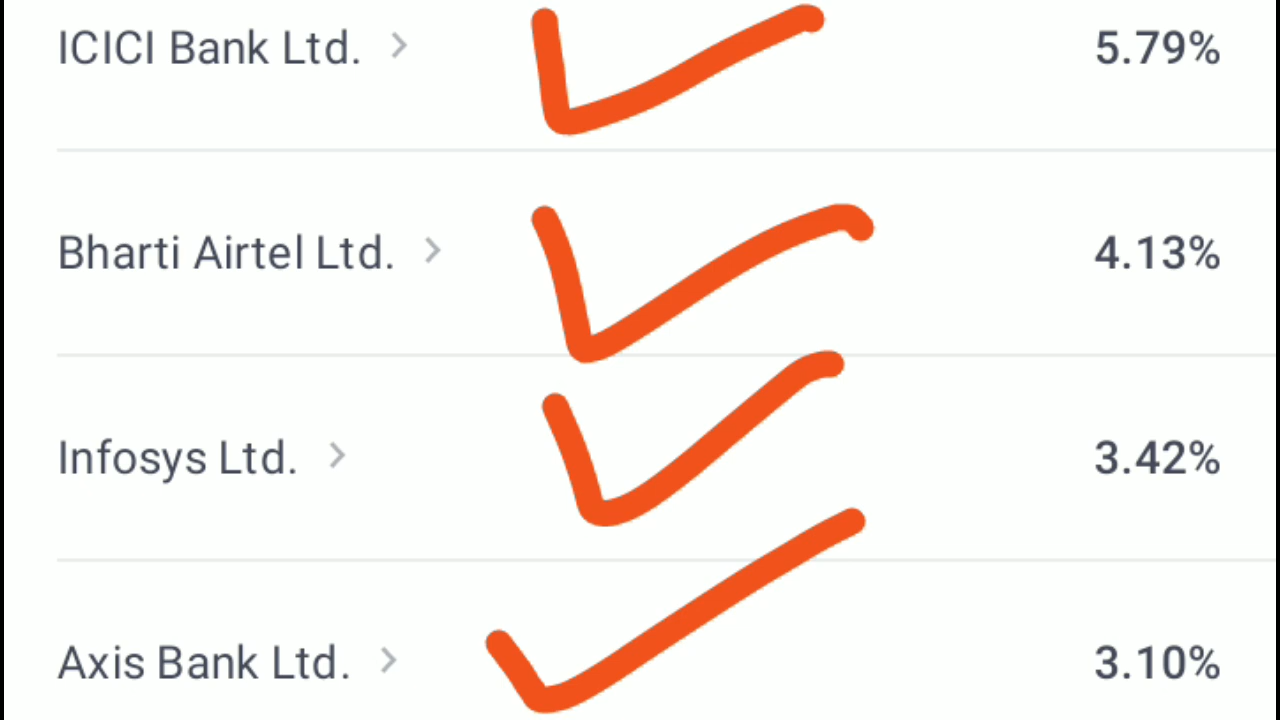 ICICI Bank Ltd. > 5.79%
Bharti Airtel Ltd. > 4.13%
Infosys Ltd. > 3.42%
Axis Bank Ltd. > 3.10%